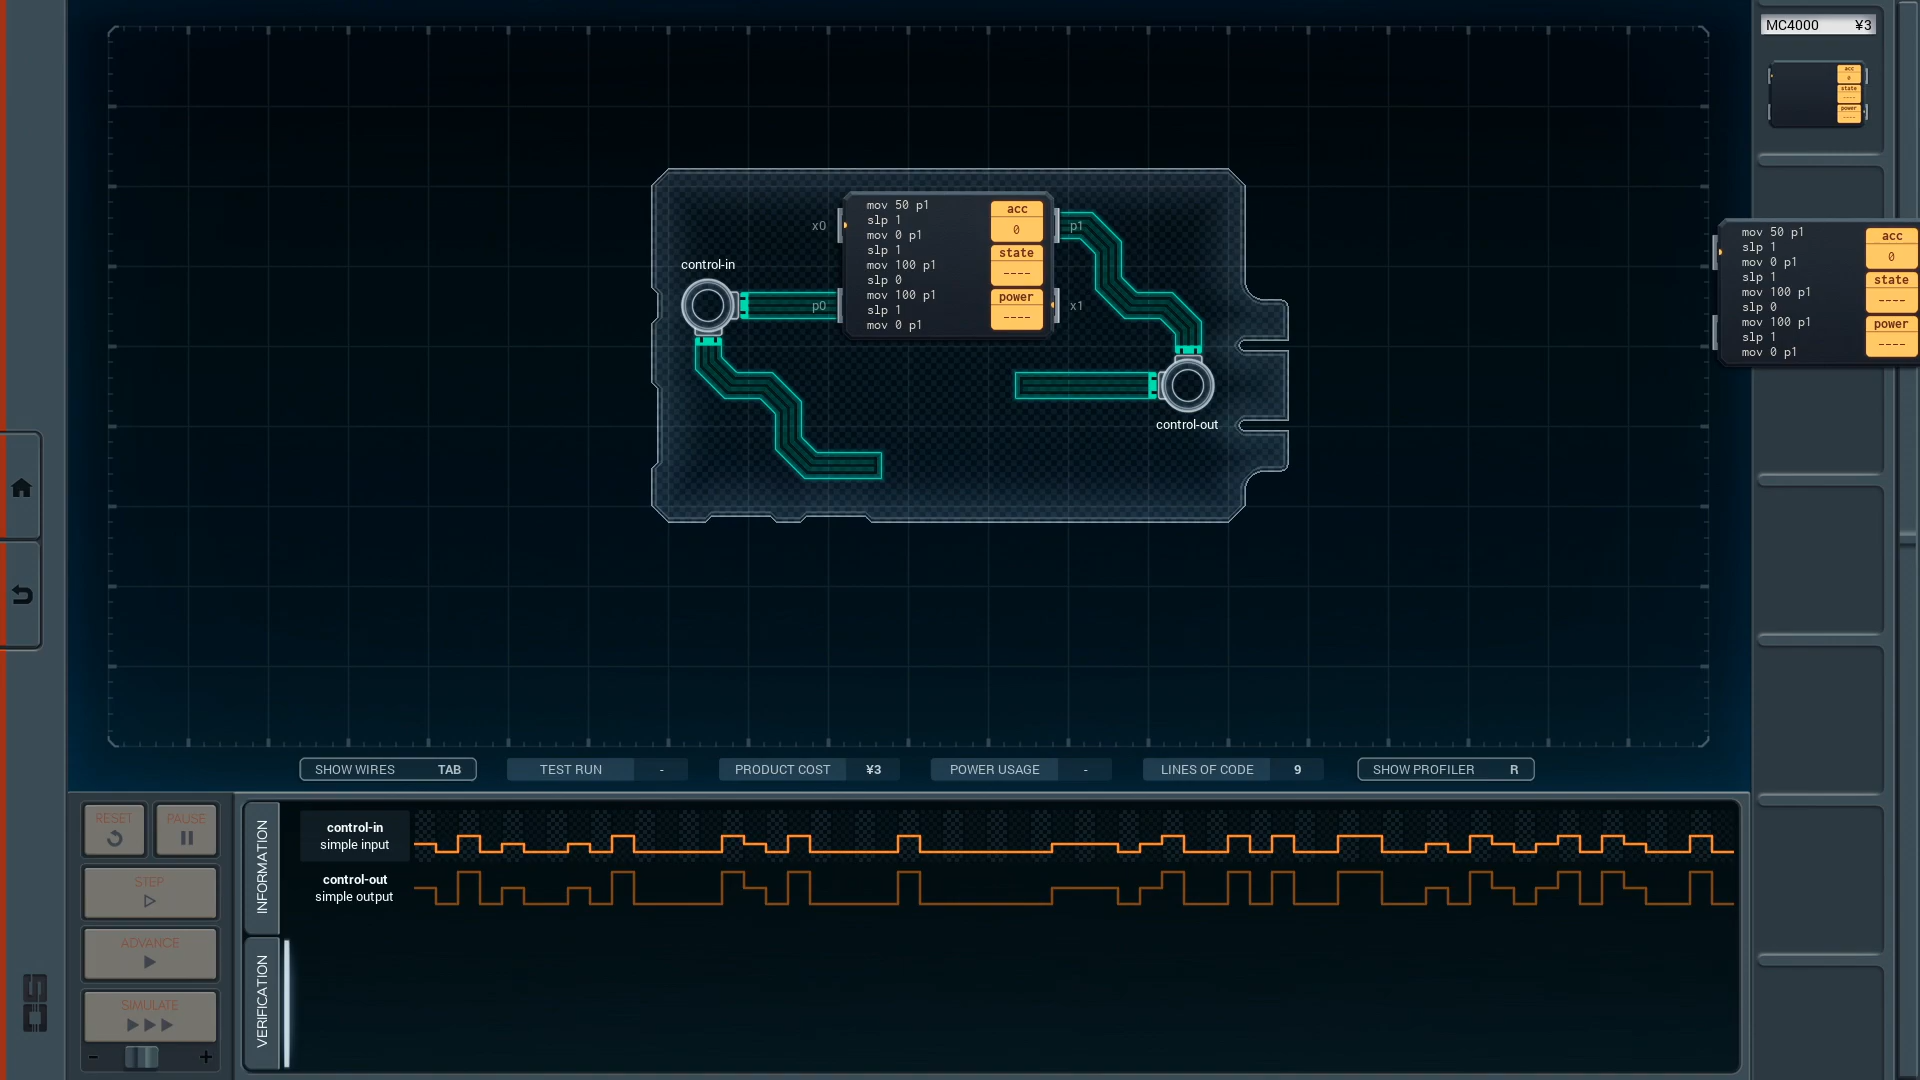 MC4000 ¥3
acc
0
state
----
power
----
mov 50 p1
slp 1
mov 0 p1
slp 1
mov 100 p1
slp 0
mov 100 p1
slp 1
mov 0 p1
acc
0
state
----
power
----
x0
p0
p1
x1
control-in
control-out
mov 50 p1
slp 1
mov 0 p1
slp 1
mov 100 p1
slp 0
mov 100 p1
slp 1
mov 0 p1
acc
0
state
----
power
----
SHOW WIRES TAB
TEST RUN -
PRODUCT COST ¥3
POWER USAGE -
LINES OF CODE 9
SHOW PROFILER R
RESET
PAUSE
STEP
ADVANCE
SIMULATE
- +
INFORMATION
VERIFICATION
control-in
simple input
control-out
simple output